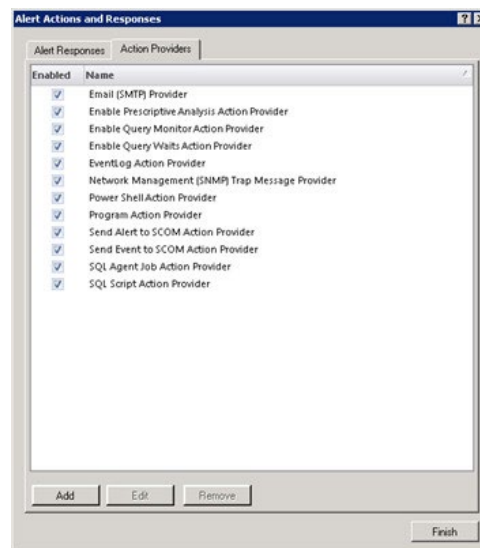 Alert Actions and Responses
Alert Responses Action Providers
Enabled Name
Email (SMTP) Provider
Enable Prescriptive Analysis Action Provider
Enable Query Monitor Action Provider
Enable Query Waits Action Provider
EventLog Action Provider
Network Management (SNMP) Trap Message Provider
Power Shell Action Provider
Program Action Provider
Send Alert to SCOM Action Provider
Send Event to SCOM Action Provider
SQL Agent Job Action Provider
SQL Script Action Provider
Add Edit Remove
Finish